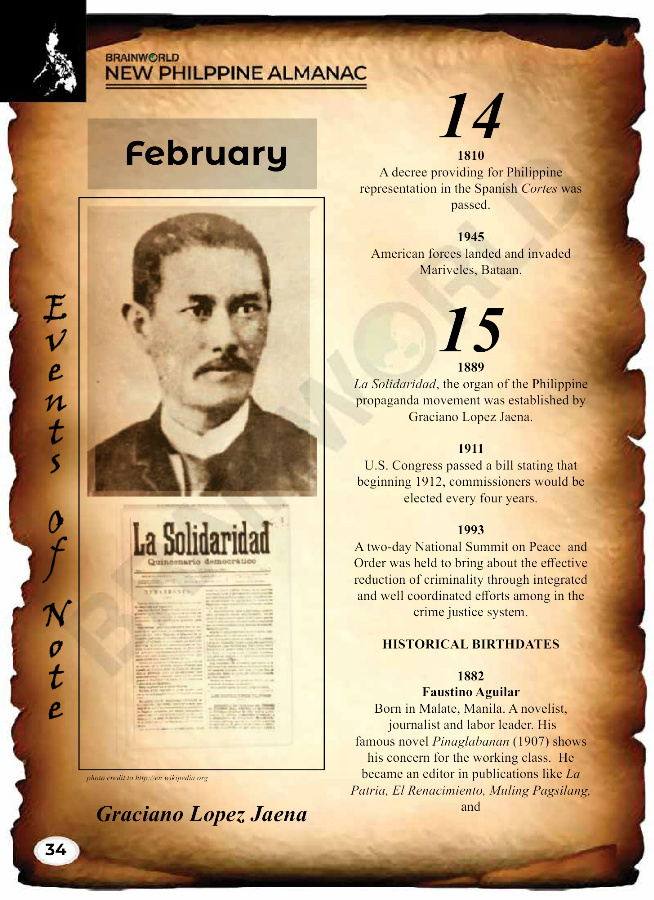 BRAINWORLD
NEW PHILPPINE ALMANAC
February
Events of Note
La Solidaridad
Quincenario democrático
photo credit to http://en.wikipedia.org
Graciano Lopez Jaena
34
14
1810
A decree providing for Philippine
representation in the Spanish Cortes was
passed.
1945
American forces landed and invaded
Mariveles, Bataan.
15
1889
La Solidaridad, the organ of the Philippine
propaganda movement was established by
Graciano Lopez Jaena.
1911
U.S. Congress passed a bill stating that
beginning 1912, commissioners would be
elected every four years.
1993
A two-day National Summit on Peace and
Order was held to bring about the effective
reduction of criminality through integrated
and well coordinated efforts among in the
crime justice system.
HISTORICAL BIRTHDATES
1882
Faustino Aguilar
Born in Malate, Manila. A novelist,
journalist and labor leader. His
famous novel Pinaglabanan (1907) shows
his concern for the working class. He
became an editor in publications like La
Patria, El Renacimiento, Muling Pagsilang,
and
BRAINWORLD